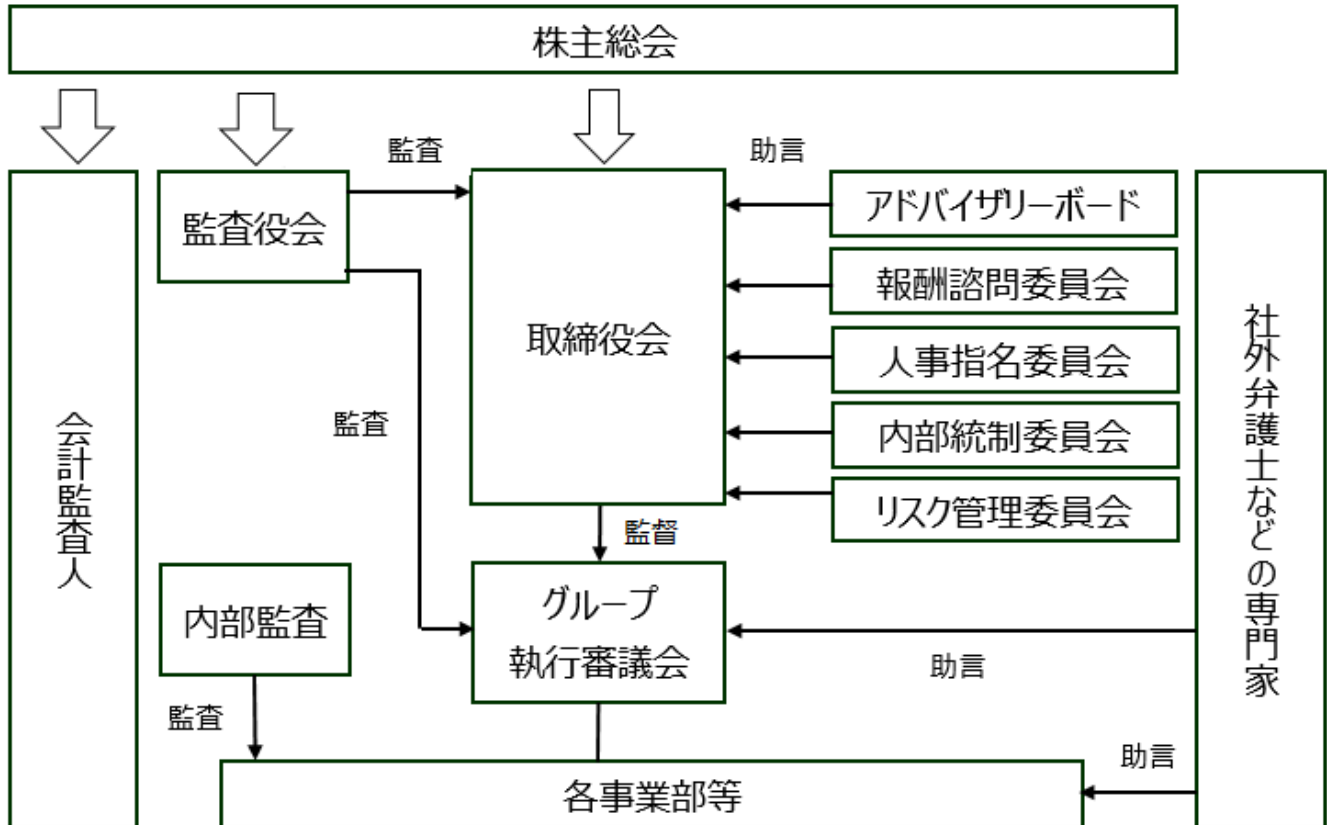 株主総会
監査
助言
監査役会
取締役会
アドバイザリーボード
報酬諮問委員会
人事指名委員会
内部統制委員会
リスク管理委員会
会計監査人
監査
監督
社外弁護士などの専門家
内部監査
グループ
執行審議会
助言
監査
助言
各事業部等